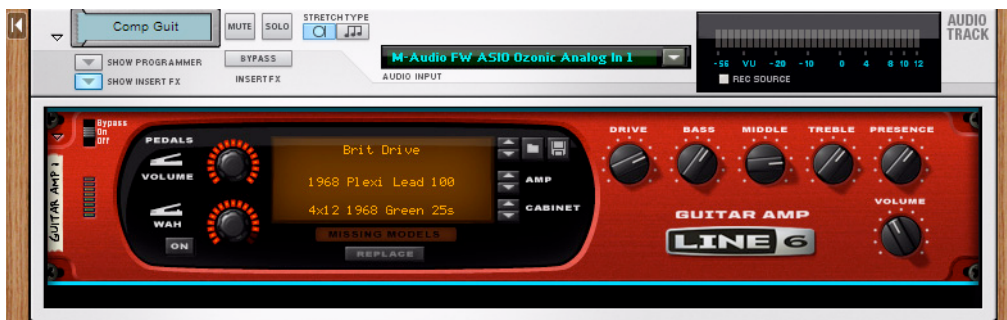 Comp Guit
MUTE
SOLO
STRETCH TYPE
SHOW PROGRAMMER
SHOW INSERT FX
BYPASS
INSERT FX
M-Audio FW ASIO Ozonic Analog In 1
AUDIO INPUT
-56 VU -20 -10 0 4 8 10 12
REC SOURCE
AUDIO
TRACK
Bypass
On
Off
GUITAR AMP 1
PEDALS
VOLUME
WAH
ON
Brit Drive
1968 Plexi Lead 100
4x12 1968 Green 25s
MISSING MODELS
REPLACE
AMP
CABINET
DRIVE
BASS
MIDDLE
TREBLE
PRESENCE
GUITAR AMP
LINE 6
VOLUME